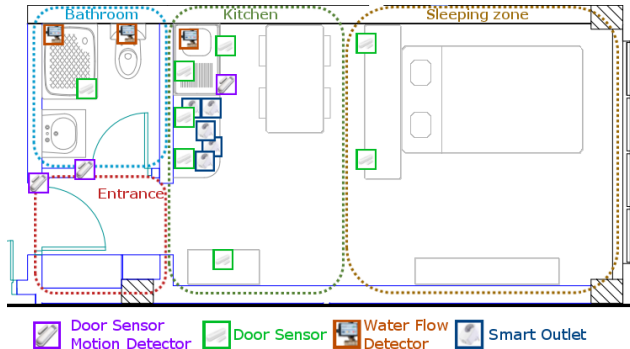 Bathroom
Kitchen
Sleeping zone
Entrance
Door Sensor
Motion Detector
Door Sensor
Water Flow
Detector
Smart Outlet